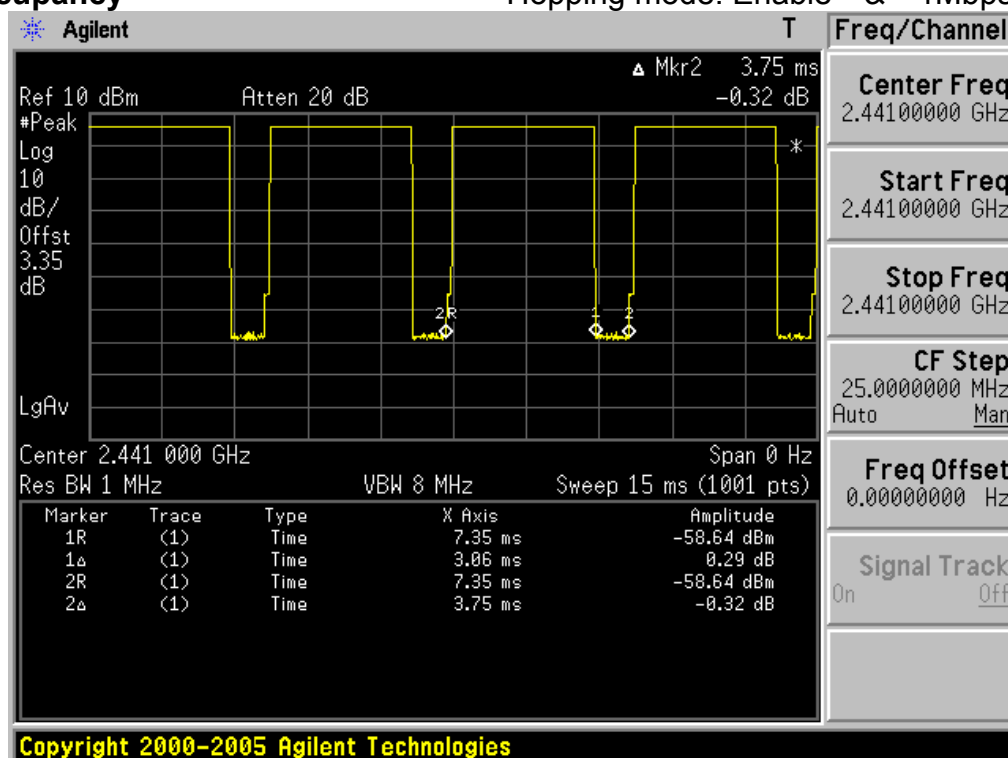 Hopping mode: Enable & 1Mbps
Agilent T Freq/Channel
Δ Mkr2 3.75 ms
Ref 10 dBm Atten 20 dB -0.32 dB
#Peak
Log
10
dB/
Offst
3.35
dB
LgAv
2R 1 2
Center 2.441 000 GHz Span 0 Hz
Res BW 1 MHz VBW 8 MHz Sweep 15 ms (1001 pts)
Marker Trace Type X Axis Amplitude
1R (1) Time 7.35 ms -58.64 dBm
1Δ (1) Time 3.06 ms 0.29 dB
2R (1) Time 7.35 ms -58.64 dBm
2Δ (1) Time 3.75 ms -0.32 dB
Center Freq
2.44100000 GHz
Start Freq
2.44100000 GHz
Stop Freq
2.44100000 GHz
CF Step
25.0000000 MHz
Auto Man
Freq Offset
0.00000000 Hz
Signal Track
On Off
Copyright 2000-2005 Agilent Technologies